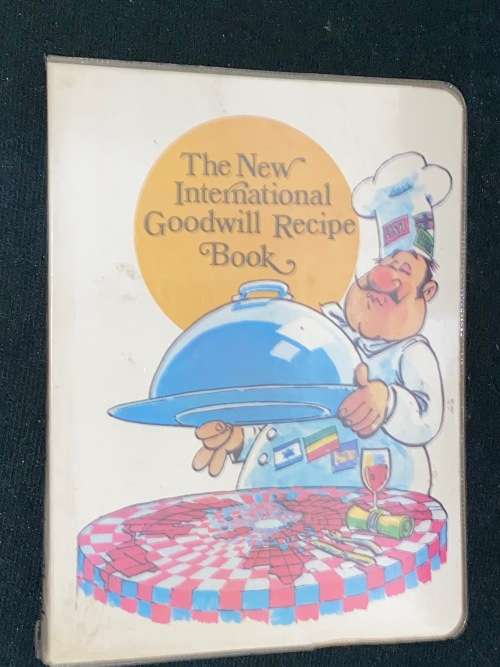 The New
International
Goodwill Recipe
Book